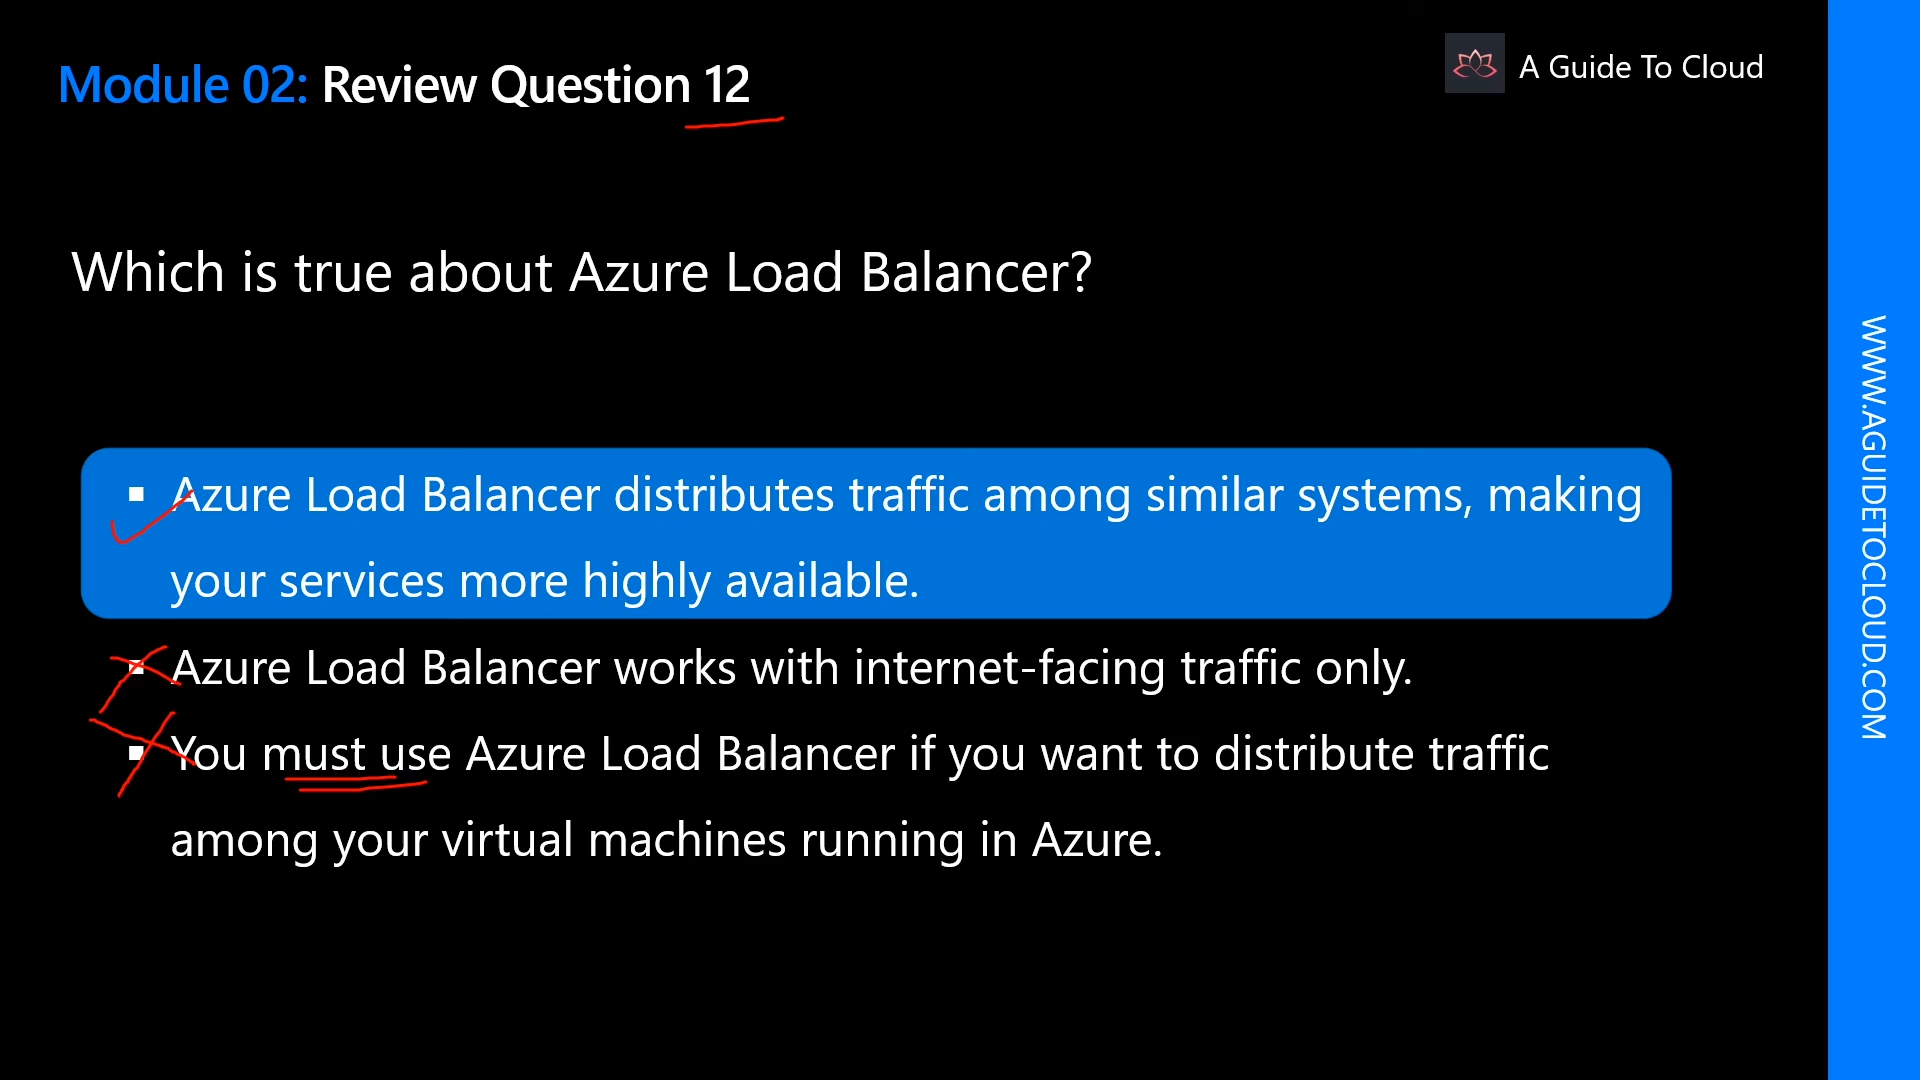 Module 02: Review Question 12
A Guide To Cloud
Which is true about Azure Load Balancer?
▪ Azure Load Balancer distributes traffic among similar systems, making
your services more highly available.
▪ Azure Load Balancer works with internet-facing traffic only.
▪ You must use Azure Load Balancer if you want to distribute traffic
among your virtual machines running in Azure.
WWW.AGUIDETOCLOUD.COM